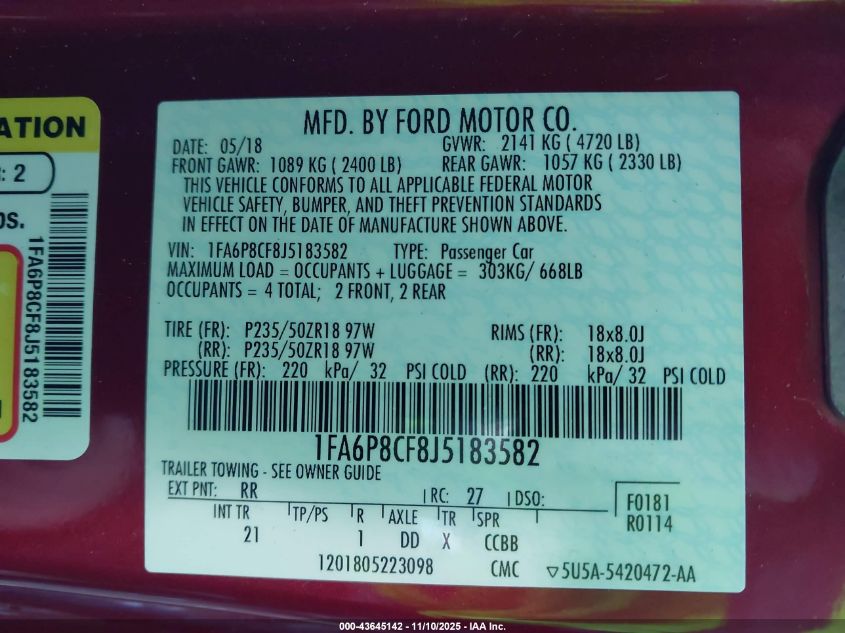 ATION
: 2
os.
1FA6P8CF8J5183582
MFD. BY FORD MOTOR CO.
DATE: 05/18 GVWR: 2141 KG ( 4720 LB)
FRONT GAWR: 1089 KG ( 2400 LB) REAR GAWR: 1057 KG ( 2330 LB)
THIS VEHICLE CONFORMS TO ALL APPLICABLE FEDERAL MOTOR
VEHICLE SAFETY, BUMPER, AND THEFT PREVENTION STANDARDS
IN EFFECT ON THE DATE OF MANUFACTURE SHOWN ABOVE.
VIN: 1FA6P8CF8J5183582 TYPE: Passenger Car
MAXIMUM LOAD = OCCUPANTS + LUGGAGE = 303KG/ 668LB
OCCUPANTS = 4 TOTAL; 2 FRONT, 2 REAR
TIRE (FR): P235/50ZR18 97W RIMS (FR): 18x8.0J
(RR): P235/50ZR18 97W (RR): 18x8.0J
PRESSURE (FR): 220 kPa/ 32 PSI COLD (RR): 220 kPa/ 32 PSI COLD
1FA6P8CF8J5183582
TRAILER TOWING - SEE OWNER GUIDE
EXT PNT: RR RC: 27 DSO: F0181
R0114
INT TR TP/PS R AXLE TR SPR
21 1 DD X CCBB
1201805223098 CMC ▽5U5A-5420472-AA
000-43645142 - 11/10/2025 - IAA Inc.